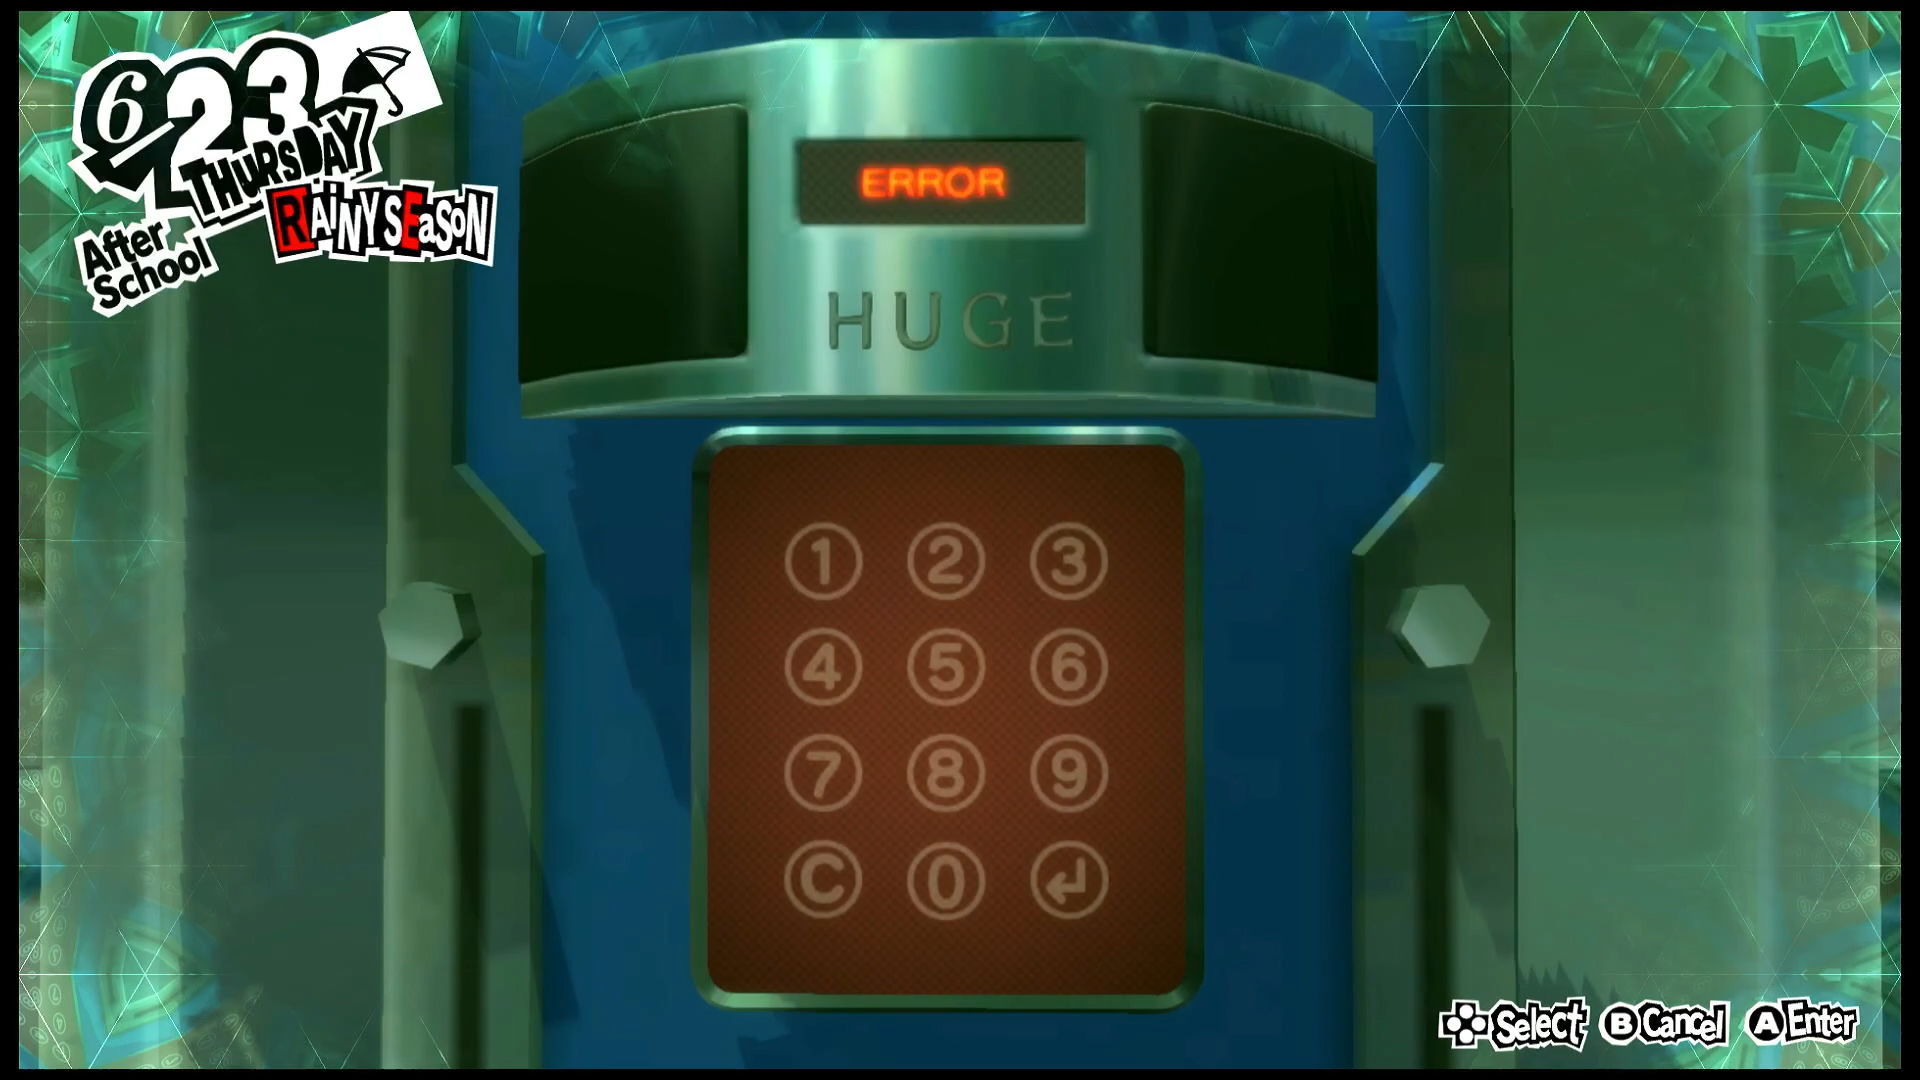 6/23
THURSDAY
RAiNY SEaSoN
After
School
ERROR
HUGE
1 2 3
4 5 6
7 8 9
C 0 ↵
Select B Cancel A Enter